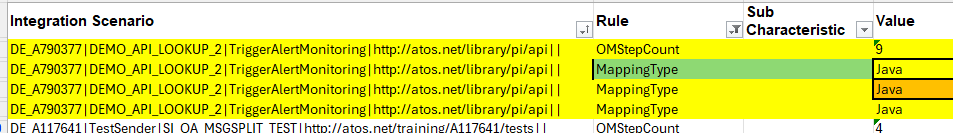 Integration Scenario Rule Sub Characteristic Value
DE_A790377|DEMO_API_LOOKUP_2|TriggerAlertMonitoring|http://atos.net/library/pi/api|| OMStepCount 9
DE_A790377|DEMO_API_LOOKUP_2|TriggerAlertMonitoring|http://atos.net/library/pi/api|| MappingType Java
DE_A790377|DEMO_API_LOOKUP_2|TriggerAlertMonitoring|http://atos.net/library/pi/api|| MappingType Java
DE_A790377|DEMO_API_LOOKUP_2|TriggerAlertMonitoring|http://atos.net/library/pi/api|| MappingType Java
DE_A117641|TestSender|SI_OA_MSGSPLIT_TEST|http://atos.net/training/A117641/tests|| OMStepCount 4